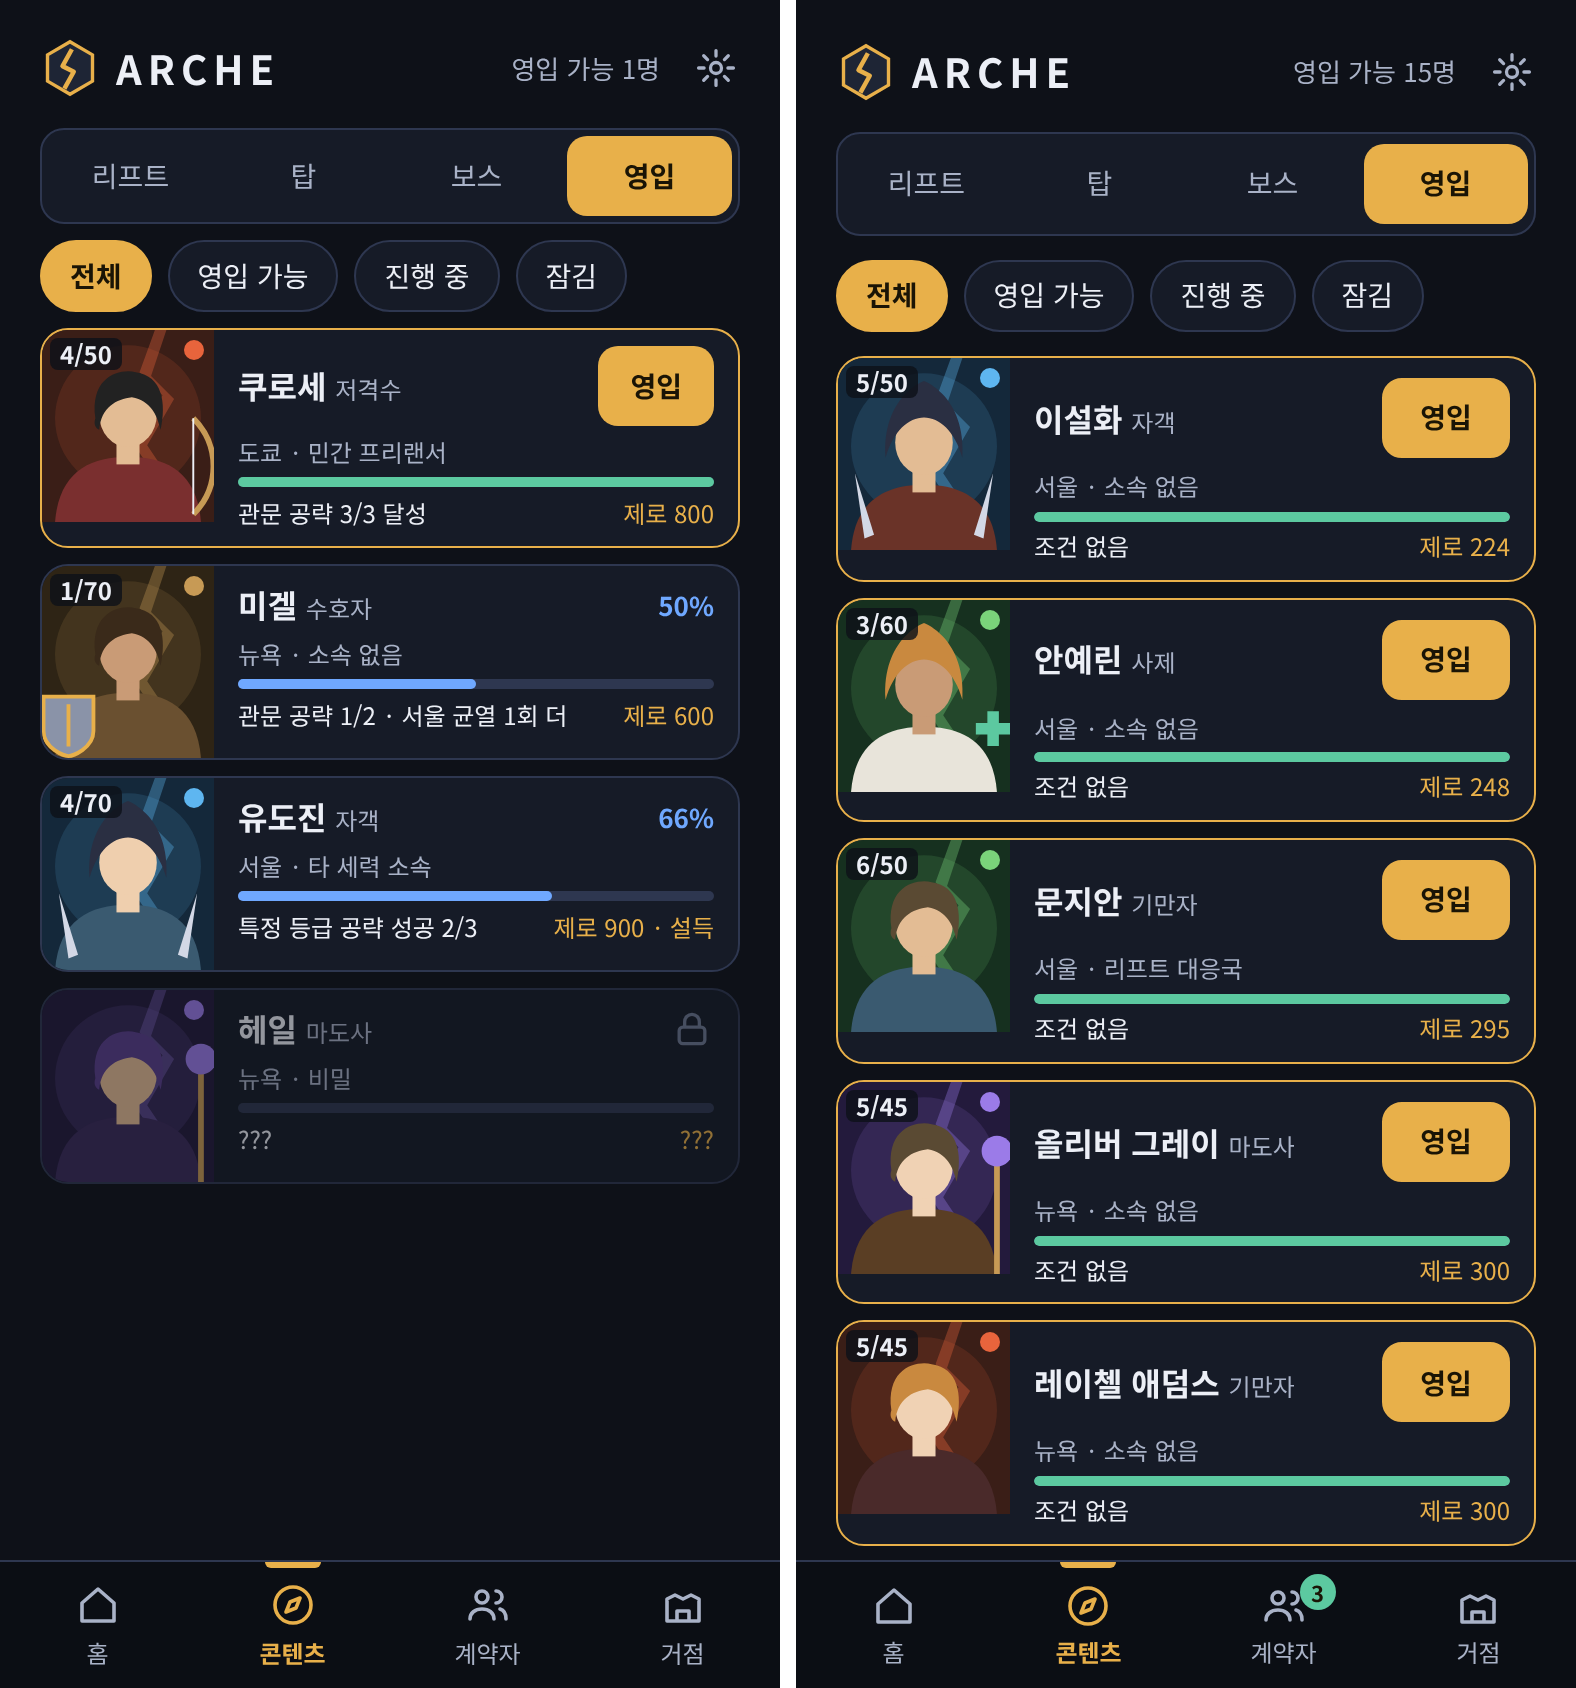 ARCHE 영입 가능 1명
리프트 탑 보스 영입
전체 영입 가능 진행 중 잠김
4/50
쿠로세 저격수 영입
도쿄 · 민간 프리랜서
관문 공략 3/3 달성 제로 800
1/70
미겔 수호자 50%
뉴욕 · 소속 없음
관문 공략 1/2 · 서울 균열 1회 더 제로 600
4/70
유도진 자객 66%
서울 · 타 세력 소속
특정 등급 공략 성공 2/3 제로 900 · 설득
헤일 마도사
뉴욕 · 비밀
??? ???
홈 콘텐츠 계약자 거점
ARCHE 영입 가능 15명
리프트 탑 보스 영입
전체 영입 가능 진행 중 잠김
5/50
이설화 자객 영입
서울 · 소속 없음
조건 없음 제로 224
3/60
안예린 사제 영입
서울 · 소속 없음
조건 없음 제로 248
6/50
문지안 기만자 영입
서울 · 리프트 대응국
조건 없음 제로 295
5/45
올리버 그레이 마도사 영입
뉴욕 · 소속 없음
조건 없음 제로 300
5/45
레이첼 애덤스 기만자 영입
뉴욕 · 소속 없음
조건 없음 제로 300
3
홈 콘텐츠 계약자 거점